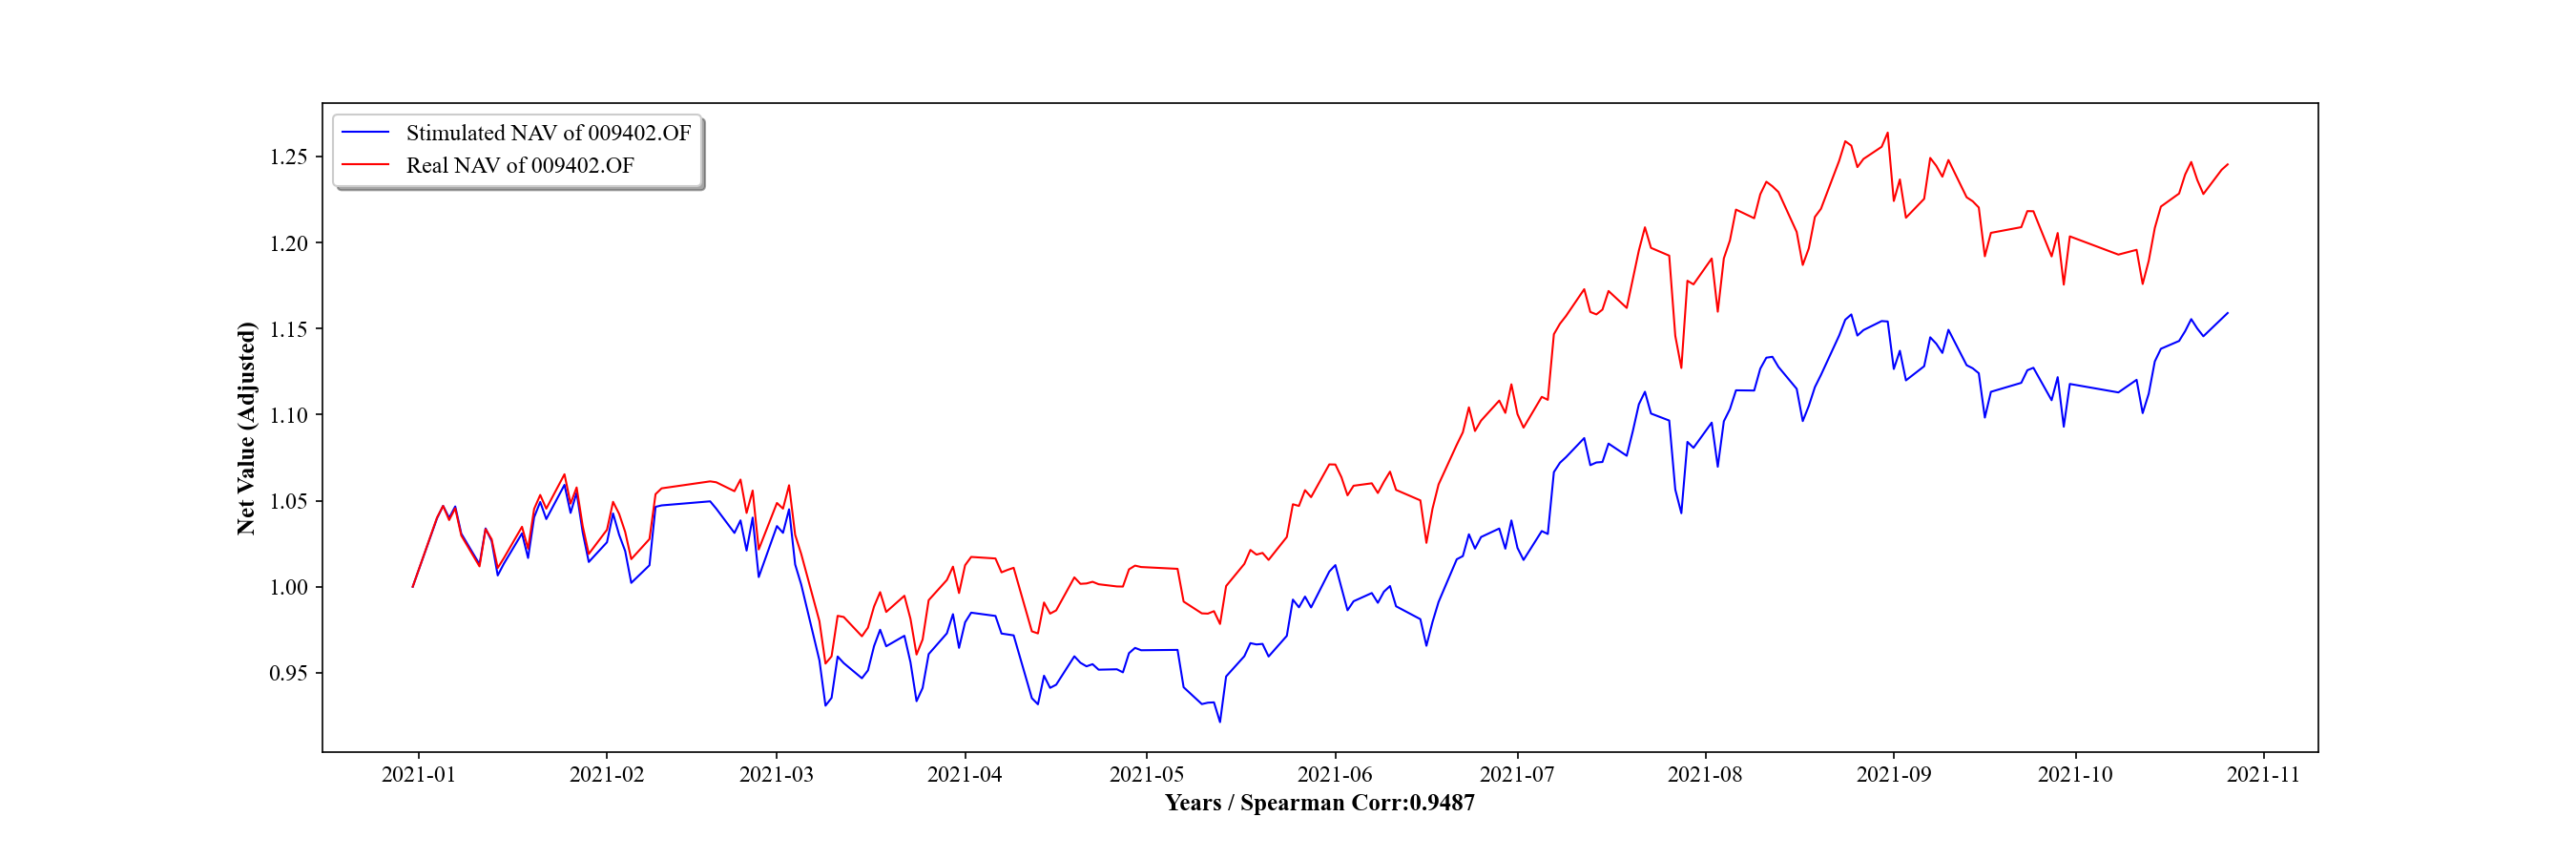 Stimulated NAV of 009402.OF
Real NAV of 009402.OF
Net Value (Adjusted)
1.25
1.20
1.15
1.10
1.05
1.00
0.95
2021-01 2021-02 2021-03 2021-04 2021-05 2021-06 2021-07 2021-08 2021-09 2021-10 2021-11
Years / Spearman Corr:0.9487